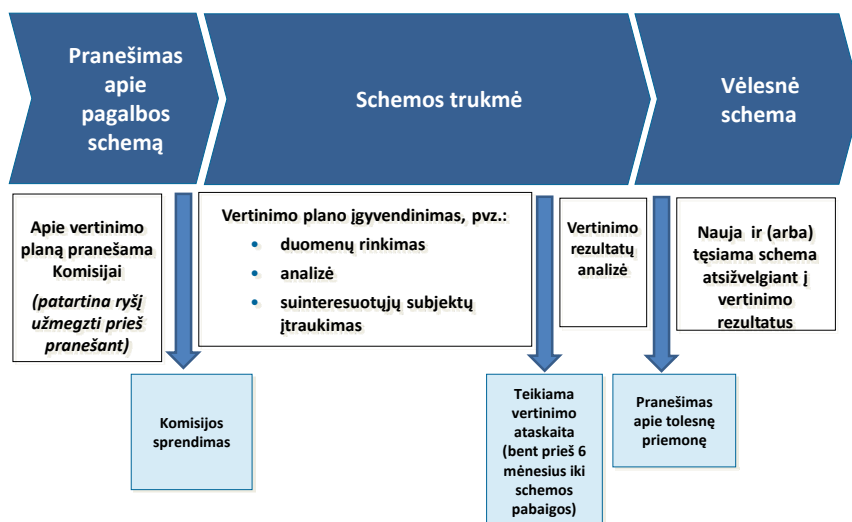 Pranešimas
apie
pagalbos
schemą
Schemos trukmė
Vėlesnė
schema
Apie vertinimo
planą pranešama
Komisijai
(patartina ryšį
užmegzti prieš
pranešant)
Vertinimo plano įgyvendinimas, pvz.:
• duomenų rinkimas
• analizė
• suinteresuotųjų subjektų
įtraukimas
Vertinimo
rezultatų
analizė
Nauja ir (arba)
tęsiama schema
atsižvelgiant į
vertinimo
rezultatus
Komisijos
sprendimas
Teikiama
vertinimo
ataskaita
(bent prieš 6
mėnesius iki
schemos
pabaigos)
Pranešimas
apie tolesnę
priemonę